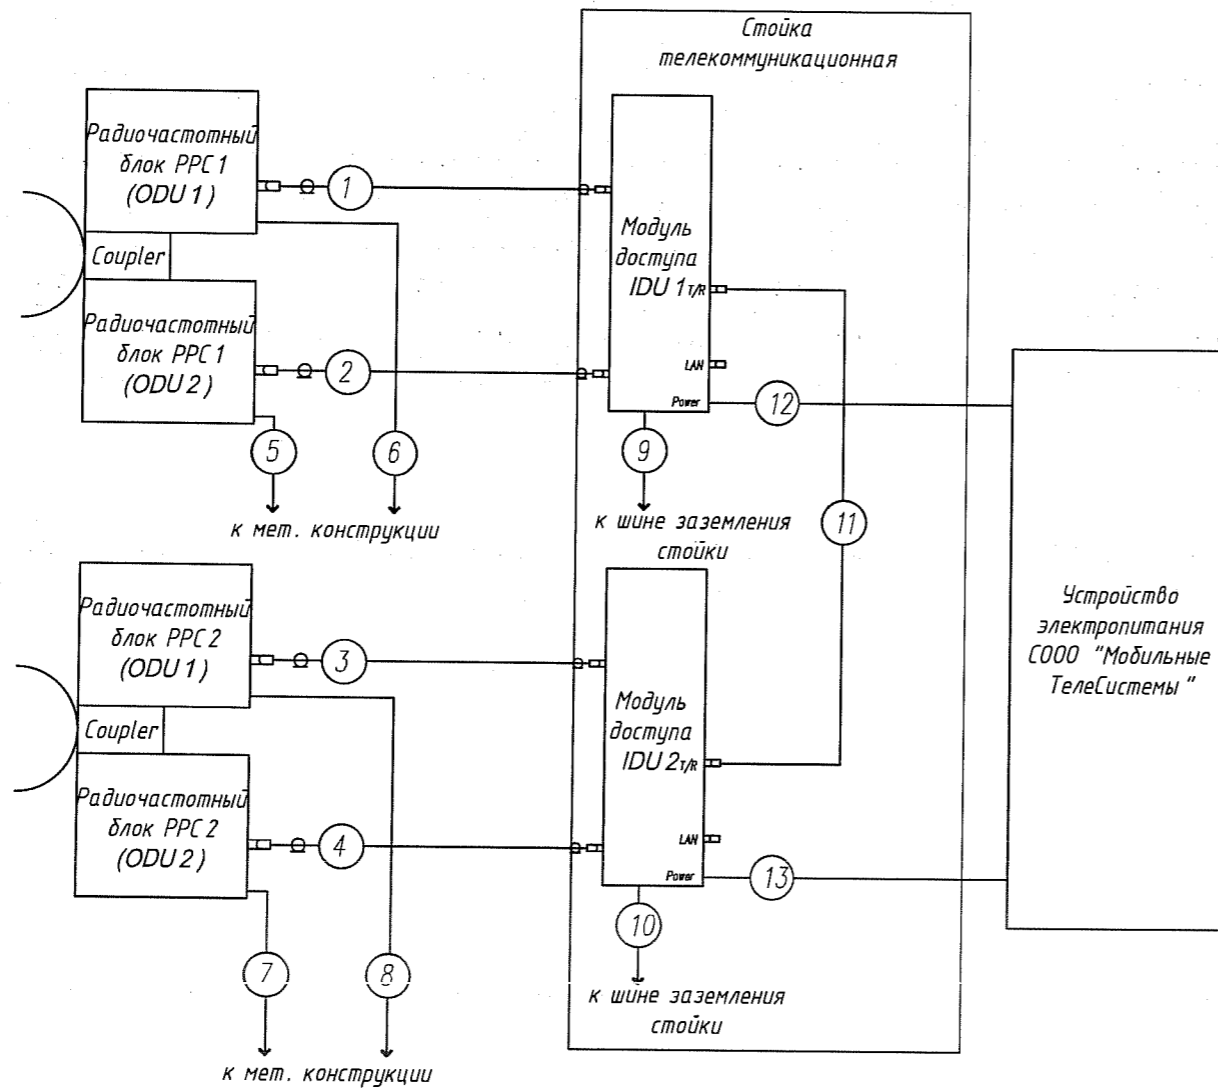 Стойка
телекоммуникационная
Радиочастотный
блок РРС 1
(ODU 1)
1
Coupler
Радиочастотный
блок РРС 1
(ODU 2)
2
5
6
к мет. конструкции
Модуль
доступа
IDU 1 T/R
LAN
Power
12
9
к шине заземления
стойки
11
Радиочастотный
блок РРС 2
(ODU 1)
3
Coupler
Радиочастотный
блок РРС 2
(ODU 2)
4
7
8
к мет. конструкции
Модуль
доступа
IDU 2 T/R
LAN
Power
13
10
к шине заземления
стойки
Устройство
электропитания
СООО "Мобильные
ТелеСистемы"